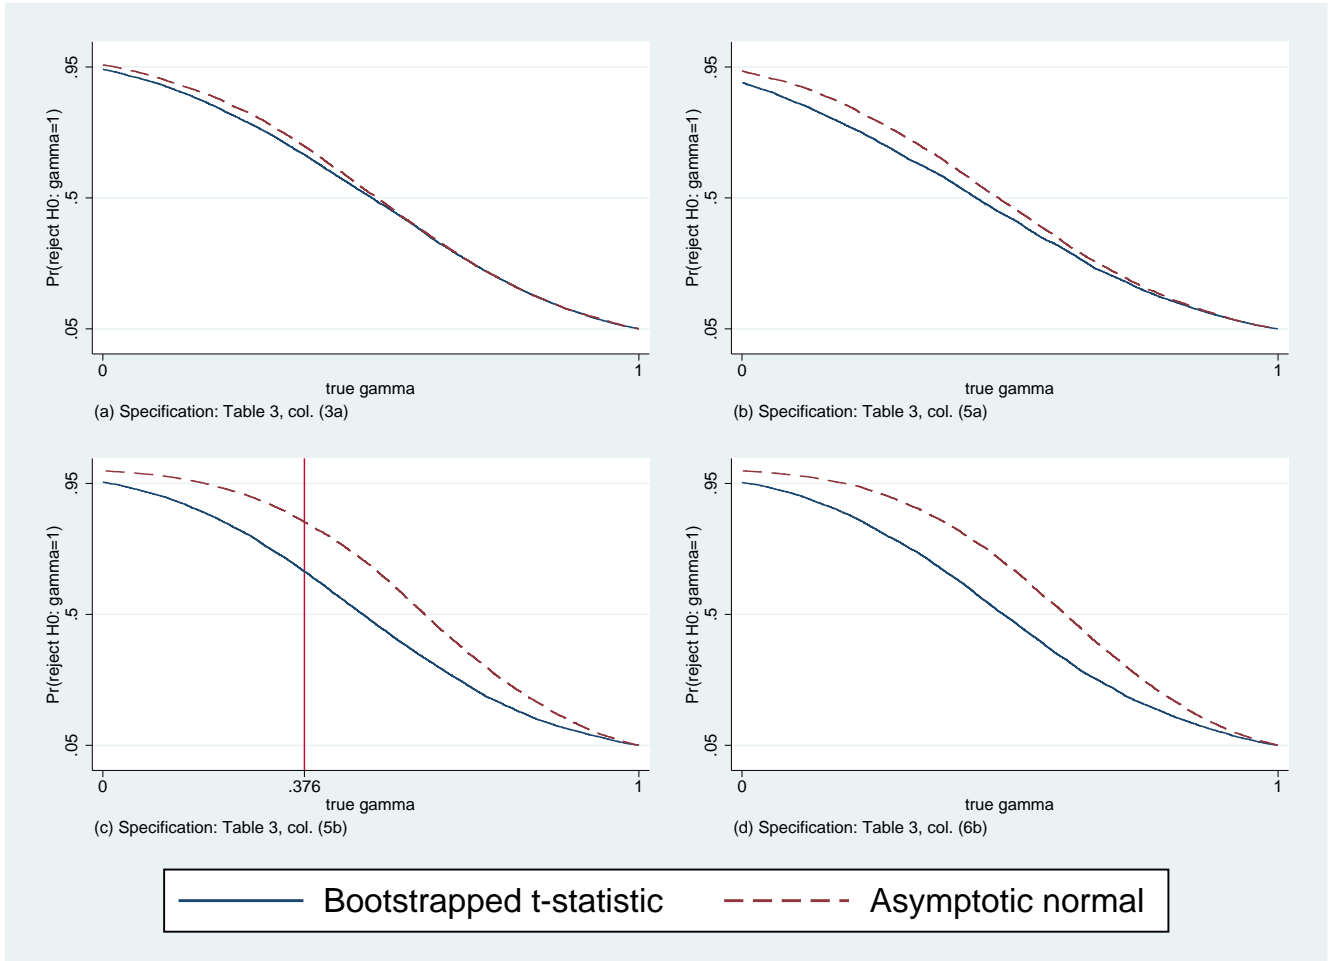 Pr(reject H0: gamma=1)
.95
.5
.05
0
1
true gamma
(a) Specification: Table 3, col. (3a)
Pr(reject H0: gamma=1)
.95
.5
.05
0
1
true gamma
(b) Specification: Table 3, col. (5a)
Pr(reject H0: gamma=1)
.95
.5
.05
0
.376
1
true gamma
(c) Specification: Table 3, col. (5b)
Pr(reject H0: gamma=1)
.95
.5
.05
0
1
true gamma
(d) Specification: Table 3, col. (6b)
Bootstrapped t-statistic
Asymptotic normal